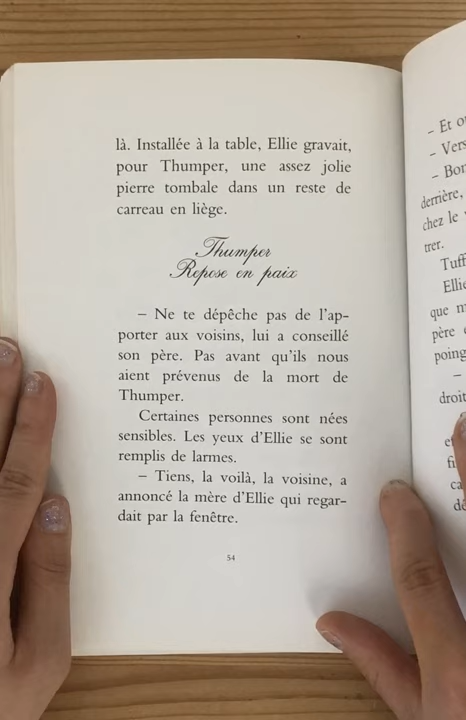 là. Installée à la table, Ellie gravait,
pour Thumper, une assez jolie
pierre tombale dans un reste de
carreau en liège.
Thumper
Repose en paix
– Ne te dépêche pas de l'ap-
porter aux voisins, lui a conseillé
son père. Pas avant qu'ils nous
aient prévenus de la mort de
Thumper.
Certaines personnes sont nées
sensibles. Les yeux d'Ellie se sont
remplis de larmes.
– Tiens, la voilà, la voisine, a
annoncé la mère d'Ellie qui regar-
dait par la fenêtre.
54
– Et
–
–
derrière,
chez le
trer.
que
père
poing
–
droit